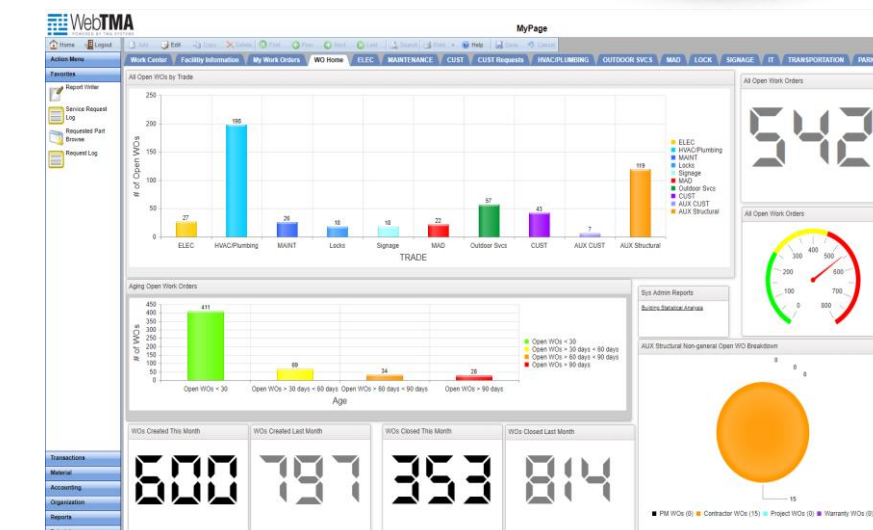 WebTMA
POWERED BY TMA SYSTEMS
MyPage
Home Logout Add Edit Copy Delete First Prev Next Last Search Print Help Save Cancel
Action Menu
Work Center Facility Information My Work Orders WO Home ELEC MAINTENANCE CUST CUST Requests HVAC/PLUMBING OUTDOOR SVCS MAD LOCK SIGNAGE IT TRANSPORTATION PARK
Favorites
Report Writer
Service Request Log
Requested Part Browse
Request Log
All Open WOs by Trade
250
200
150
100
50
0
# of Open WOs
27
26
22
57
43
7
119
ELEC HVAC/Plumbing MAINT Locks Signage MAD Outdoor Svcs CUST AUX CUST AUX Structural
TRADE
ELEC
HVAC/Plumbing
MAINT
Locks
Signage
MAD
Outdoor Svcs
CUST
AUX CUST
AUX Structural
All Open Work Orders
542
All Open Work Orders
0 100 200 300 400 500 600 700 800
Aging Open Work Orders
450
400
350
300
250
200
150
100
50
0
# of WOs
411
69
34
28
Open WOs < 30 Open WOs > 30 days < 60 days Open WOs > 60 days < 90 days Open WOs > 90 days
Age
Open WOs < 30
Open WOs > 30 days < 60 days
Open WOs > 60 days < 90 days
Open WOs > 90 days
Sys Admin Reports
Building Statistical Analysis
AUX Structural Non-general Open WO Breakdown
0
0
0
15
PM WOs (0) Contractor WOs (15) Project WOs (0) Warranty WOs (0)
WOs Created This Month
600
WOs Created Last Month
797
WOs Closed This Month
353
WOs Closed Last Month
814
Transactions
Material
Accounting
Organization
Reports